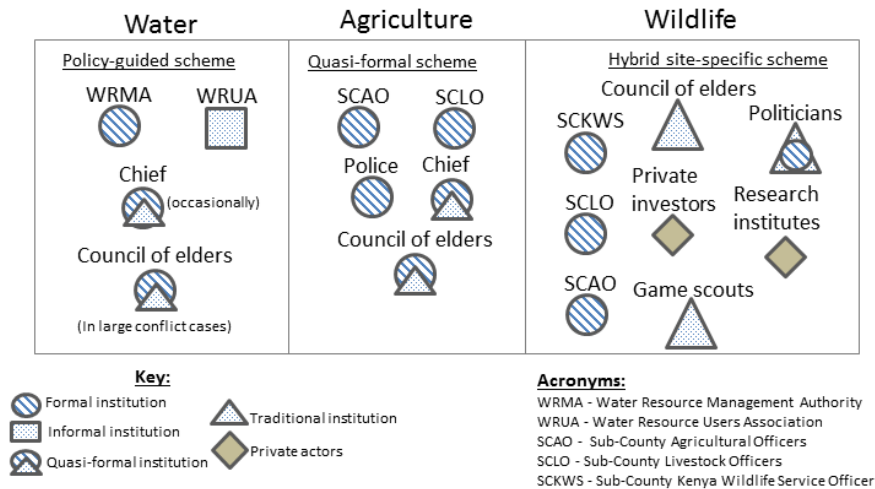 Water
Agriculture
Wildlife
Policy-guided scheme
WRMA
WRUA
Chief
(occasionally)
Council of elders
(In large conflict cases)
Quasi-formal scheme
SCAO
SCLO
Police
Chief
Council of elders
Hybrid site-specific scheme
Council of elders
Politicians
SCKWS
Private
investors
Research
institutes
SCLO
SCAO
Game scouts
Key:
Formal institution
Informal institution
Quasi-formal institution
Traditional institution
Private actors
Acronyms:
WRMA - Water Resource Management Authority
WRUA - Water Resource Users Association
SCAO - Sub-County Agricultural Officers
SCLO - Sub-County Livestock Officers
SCKWS - Sub-County Kenya Wildlife Service Officer